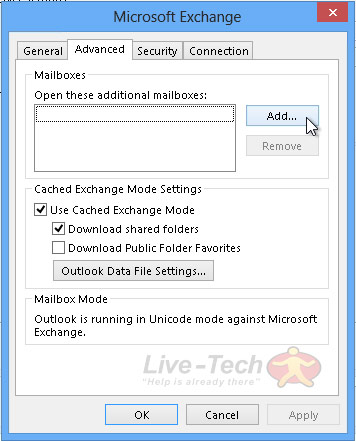 Microsoft Exchange
General Advanced Security Connection
Mailboxes
Open these additional mailboxes:
Add...
Remove
Cached Exchange Mode Settings
Use Cached Exchange Mode
Download shared folders
Download Public Folder Favorites
Outlook Data File Settings...
Mailbox Mode
Outlook is running in Unicode mode against Microsoft
Exchange.
Live-Tech
"Help is already there"
OK Cancel Apply